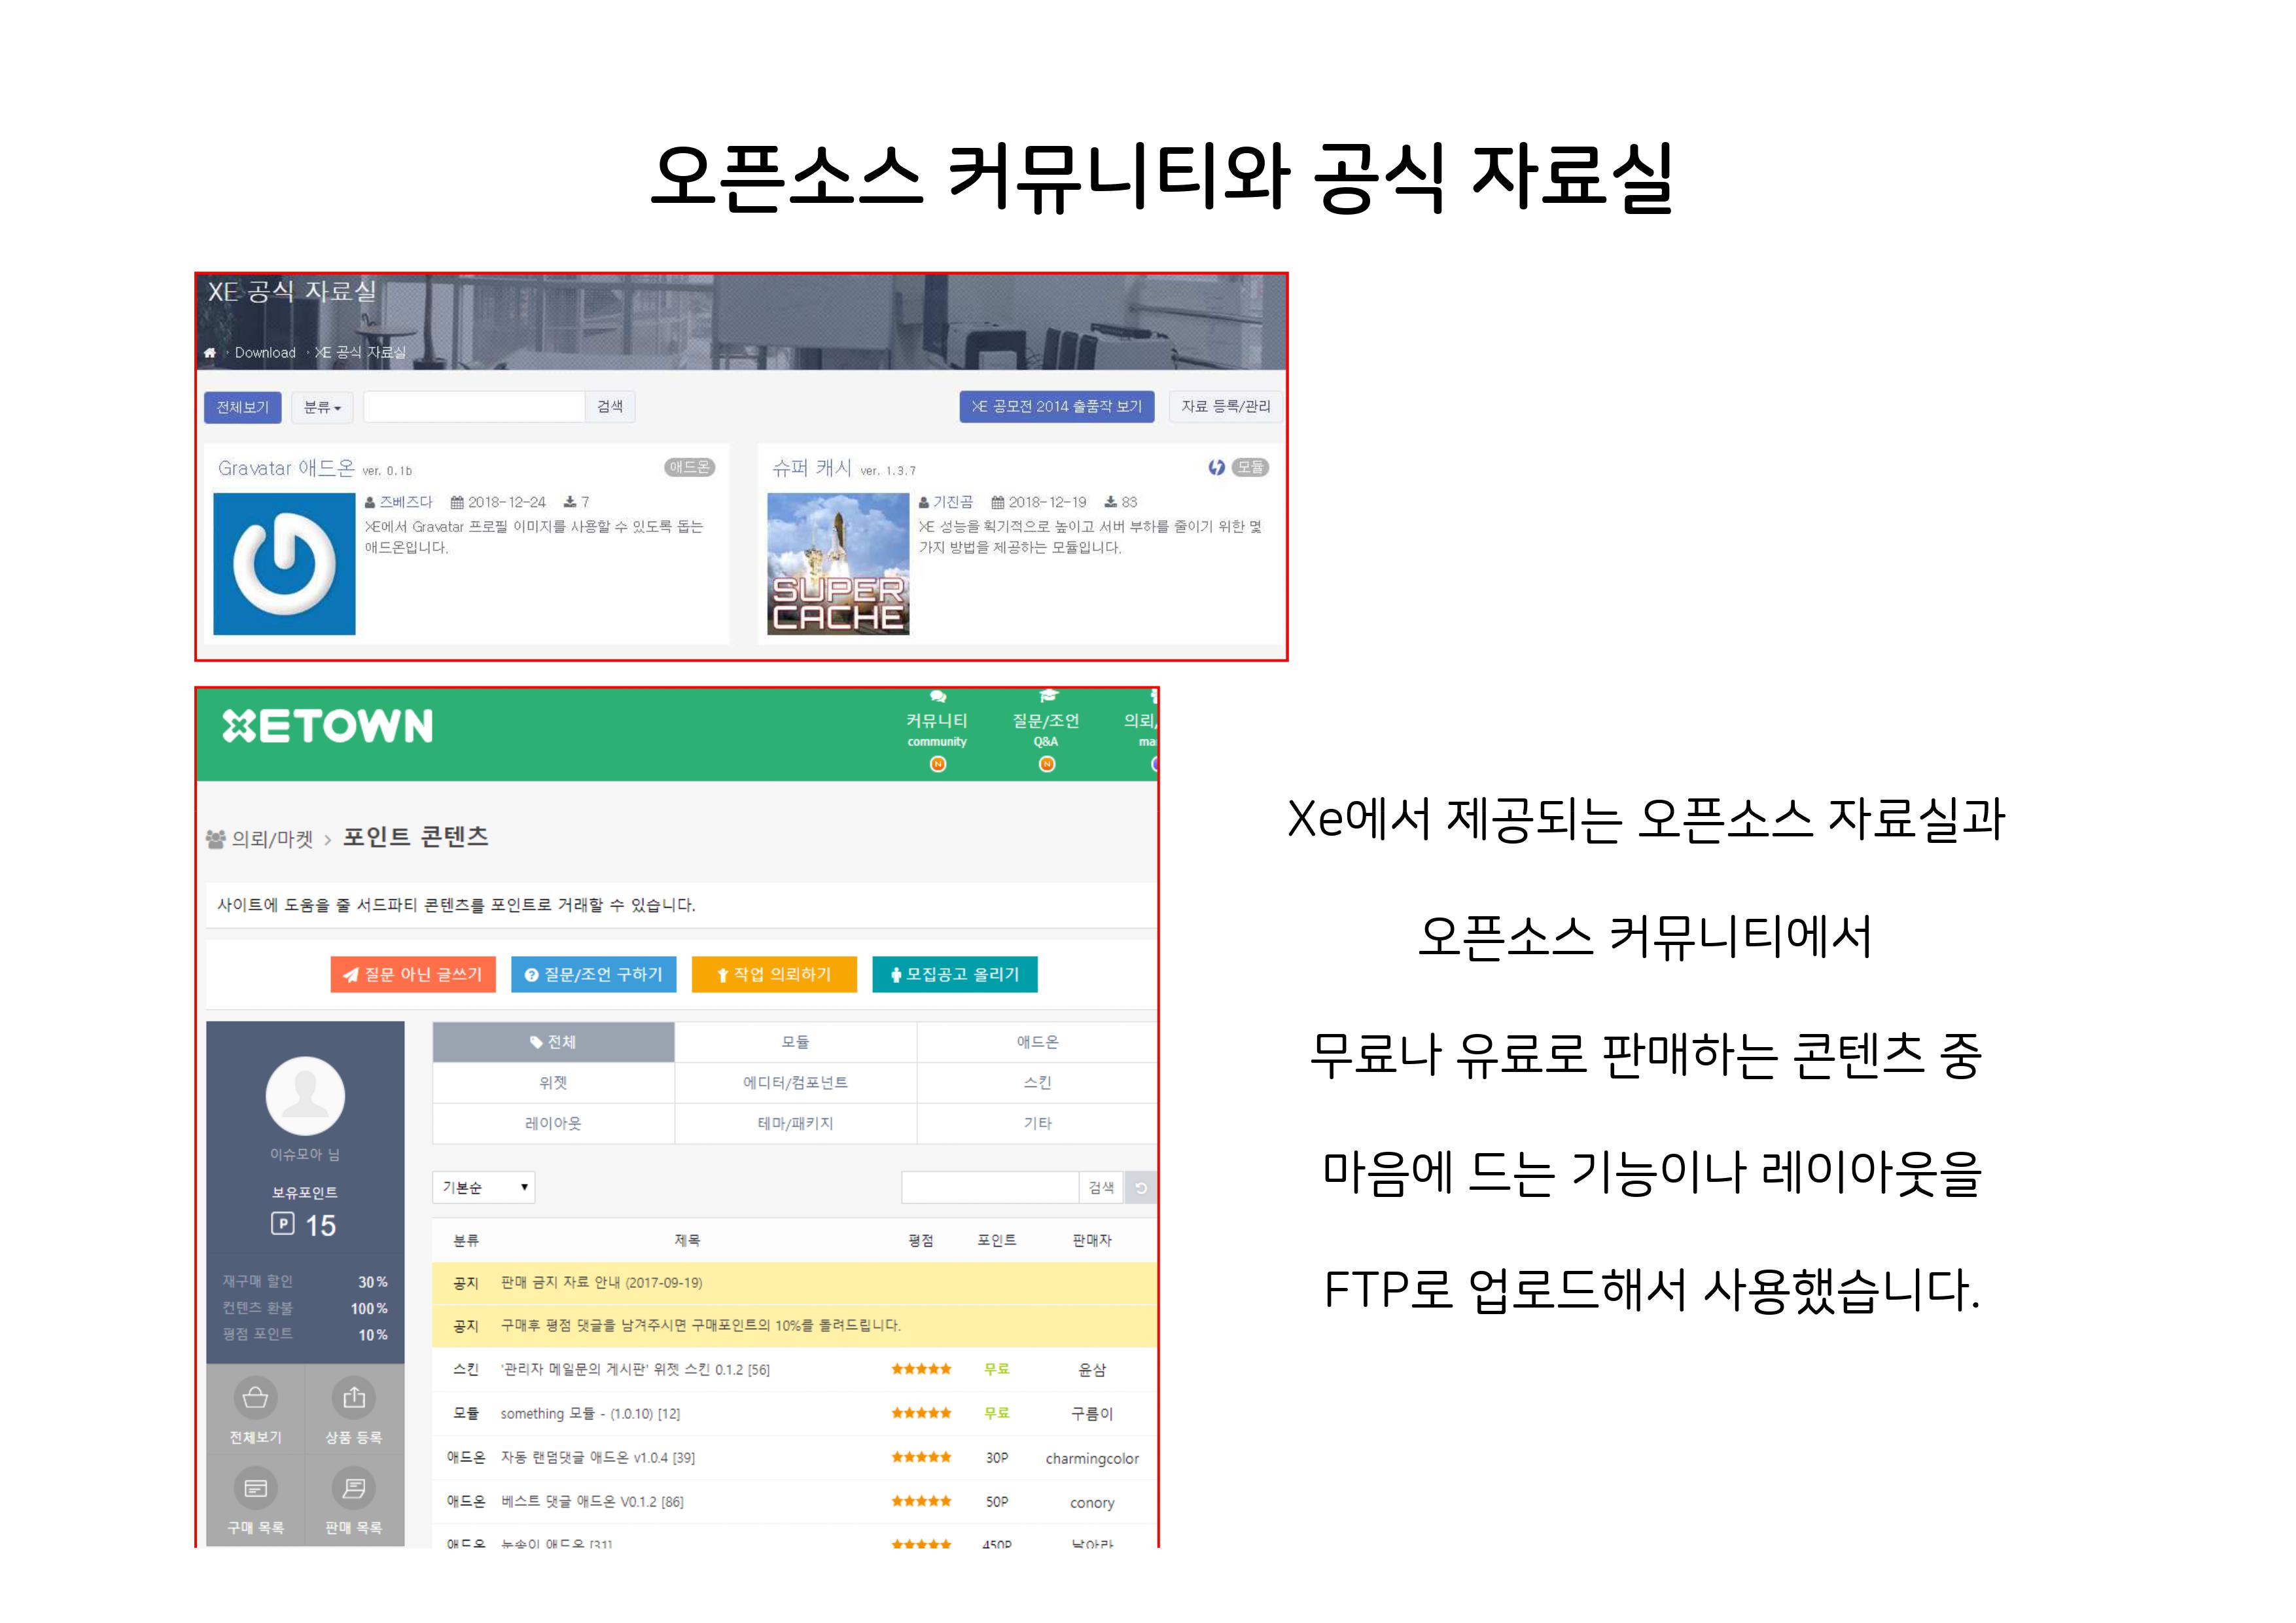 오픈소스 커뮤니티와 공식 자료실
XE 공식 자료실
Download › XE 공식 자료실
전체보기 분류 검색 XE 공모전 2014 출품작 보기 자료 등록/관리
Gravatar 애드온 ver. 0.1b 애드온
즈베즈다 2018-12-24 7
XE에서 Gravatar 프로필 이미지를 사용할 수 있도록 돕는
애드온입니다.
슈퍼 캐시 ver. 1.3.7 모듈
기진곰 2018-12-19 83
XE 성능을 획기적으로 높이고 서버 부하를 줄이기 위한 몇
가지 방법을 제공하는 모듈입니다.
SUPER
CACHE
XETOWN
커뮤니티 질문/조언 의뢰/
community Q&A ma
N N
의뢰/마켓 > 포인트 콘텐츠
사이트에 도움을 줄 서드파티 콘텐츠를 포인트로 거래할 수 있습니다.
질문 아닌 글쓰기 질문/조언 구하기 작업 의뢰하기 모집공고 올리기
이슈모아 님
보유포인트
P 15
재구매 할인 30%
컨텐츠 환불 100%
평점 포인트 10%
전체보기 상품 등록
구매 목록 판매 목록
전체 모듈 애드온
위젯 에디터/컴포넌트 스킨
레이아웃 테마/패키지 기타
기본순 검색
분류 제목 평점 포인트 판매자
공지 판매 금지 자료 안내 (2017-09-19)
공지 구매후 평점 댓글을 남겨주시면 구매포인트의 10%를 돌려드립니다.
스킨 '관리자 메일문의 게시판' 위젯 스킨 0.1.2 [56] ★★★★★ 무료 윤삼
모듈 something 모듈 - (1.0.10) [12] ★★★★★ 무료 구름이
애드온 자동 랜덤댓글 애드온 v1.0.4 [39] ★★★★★ 30P charmingcolor
애드온 베스트 댓글 애드온 V0.1.2 [86] ★★★★★ 50P conory
애드온 눈송이 애드온 [31] ★★★★★ 450P 날아라
Xe에서 제공되는 오픈소스 자료실과
오픈소스 커뮤니티에서
무료나 유료로 판매하는 콘텐츠 중
마음에 드는 기능이나 레이아웃을
FTP로 업로드해서 사용했습니다.